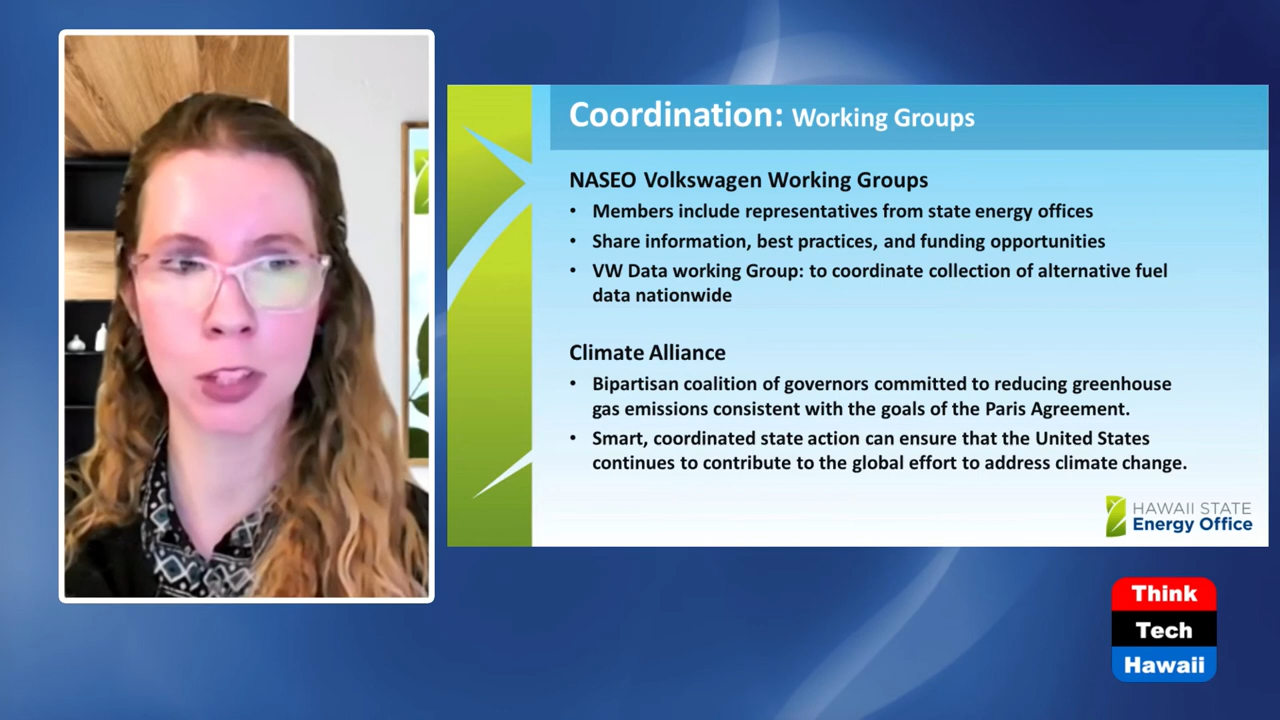 Coordination: Working Groups
NASEO Volkswagen Working Groups
• Members include representatives from state energy offices
• Share information, best practices, and funding opportunities
• VW Data working Group: to coordinate collection of alternative fuel
data nationwide
Climate Alliance
• Bipartisan coalition of governors committed to reducing greenhouse
gas emissions consistent with the goals of the Paris Agreement.
• Smart, coordinated state action can ensure that the United States
continues to contribute to the global effort to address climate change.
HAWAII STATE
Energy Office
Think
Tech
Hawaii